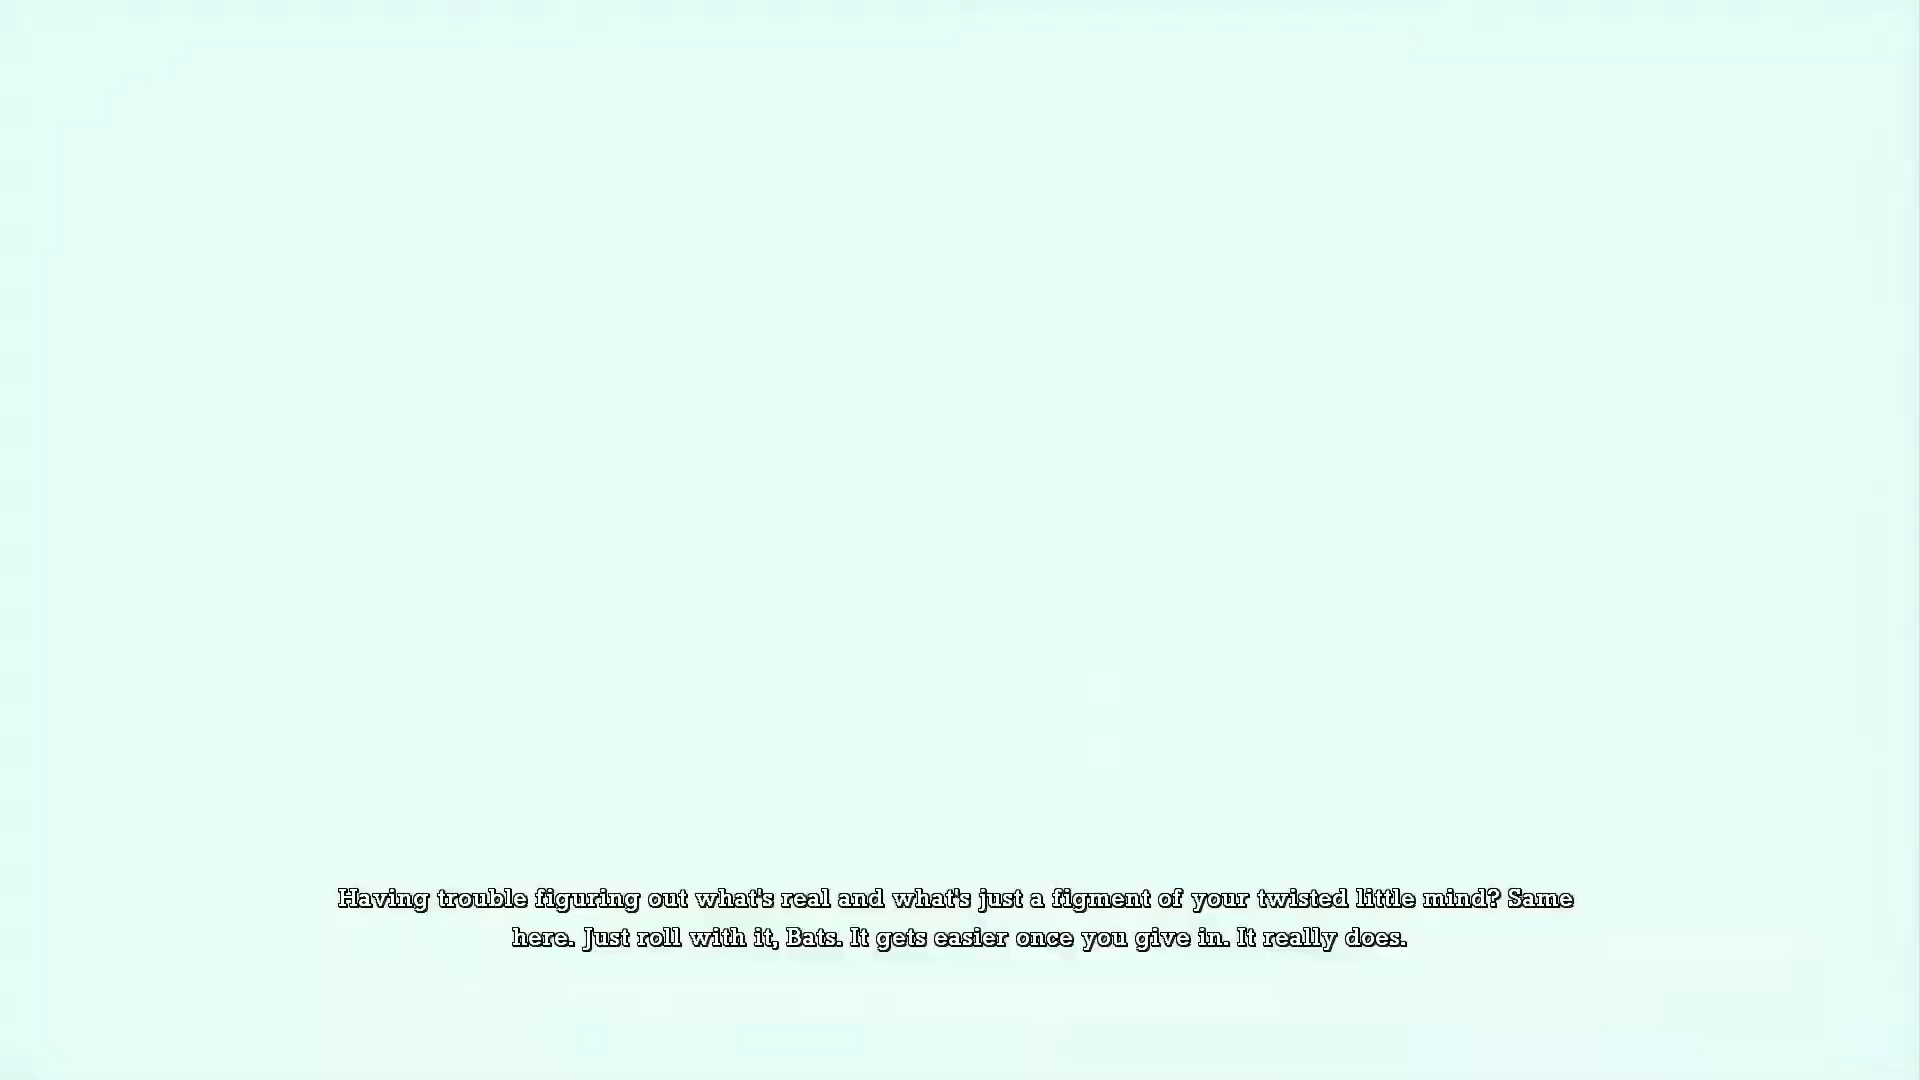 Having trouble figuring out what's real and what's just a figment of your twisted little mind? Same
here. Just roll with it, Bats. It gets easier once you give in. It really does.